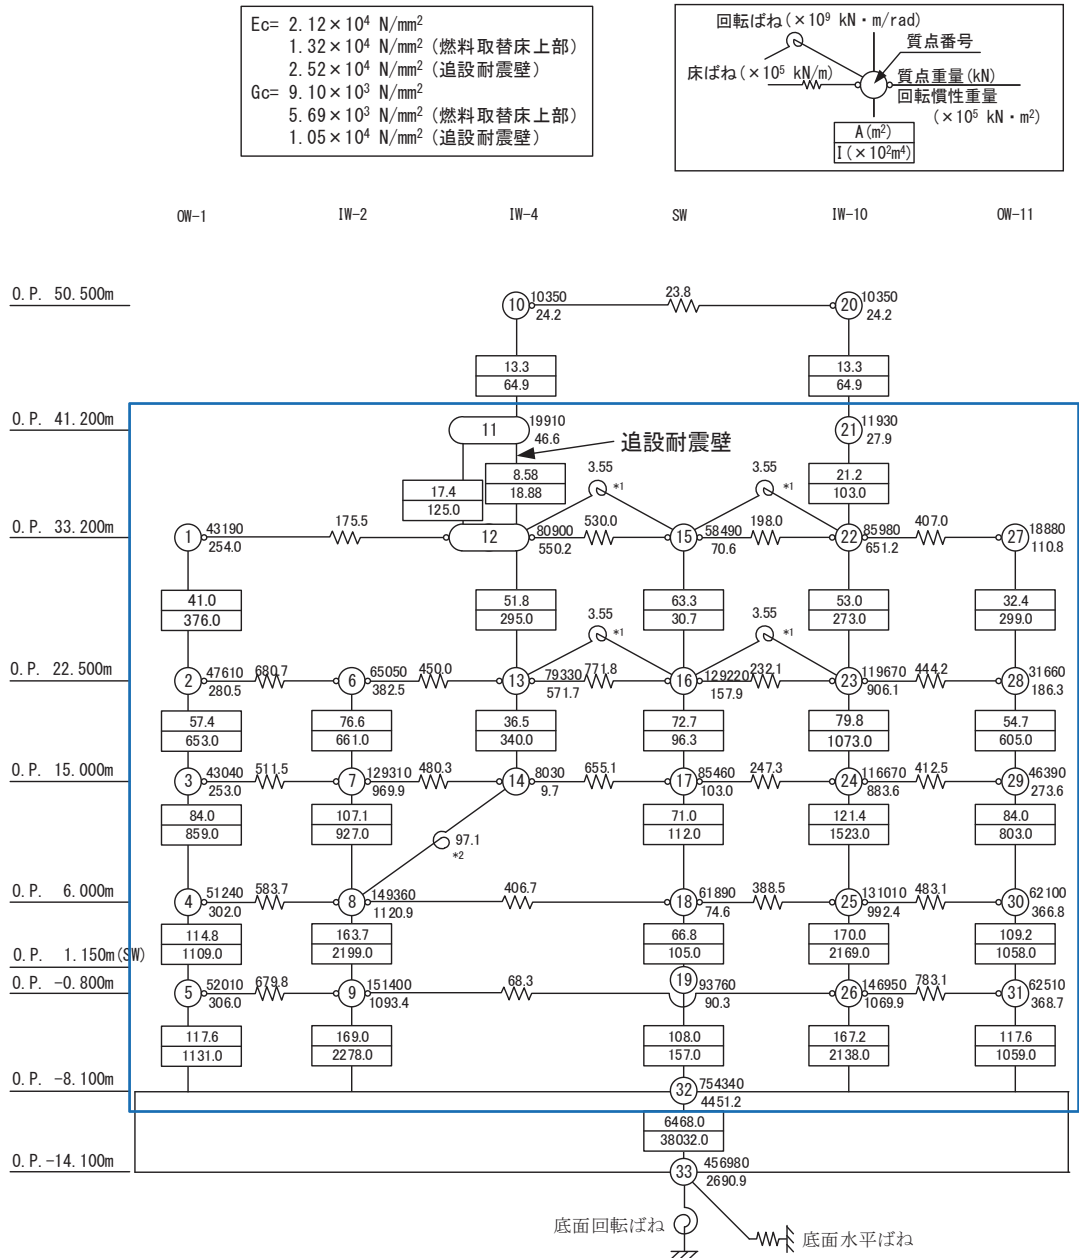 Ec= 2.12×10⁴ N/mm²
1.32×10⁴ N/mm² (燃料取替床上部)
2.52×10⁴ N/mm² (追設耐震壁)
Gc= 9.10×10³ N/mm²
5.69×10³ N/mm² (燃料取替床上部)
1.05×10⁴ N/mm² (追設耐震壁)
回転ばね(×10⁹ kN・m/rad)
質点番号
床ばね(×10⁵ kN/m)
質点重量(kN)
回転慣性重量
(×10⁵ kN・m²)
A(m²)
I(×10²m⁴)
OW-1 IW-2 IW-4 SW IW-10 OW-11
O.P. 50.500m
10 10350 23.8 20 10350
24.2 24.2
13.3 13.3
64.9 64.9
O.P. 41.200m
11 19910 21 11930
46.6 27.9
追設耐震壁
8.58 3.55 *1 3.55 *1 21.2
18.88 103.0
17.4
125.0
O.P. 33.200m
1 43190 175.5 12 80900 530.0 15 58490 198.0 22 85980 407.0 27 18880
254.0 550.2 70.6 651.2 110.8
41.0 51.8 63.3 53.0 32.4
376.0 295.0 30.7 273.0 299.0
3.55 *1 3.55 *1
O.P. 22.500m
2 47610 680.7 6 65050 450.0 13 79330 771.8 16 129220 232.1 23 119670 444.2 28 31660
280.5 382.5 571.7 157.9 906.1 186.3
57.4 76.6 36.5 72.7 79.8 54.7
653.0 661.0 340.0 96.3 1073.0 605.0
O.P. 15.000m
3 43040 511.5 7 129310 480.3 14 8030 655.1 17 85460 247.3 24 116670 412.5 29 46390
253.0 969.9 9.7 103.0 883.6 273.6
84.0 107.1 71.0 121.4 84.0
859.0 927.0 112.0 1523.0 803.0
97.1
*2
O.P. 6.000m
4 51240 583.7 8 149360 406.7 18 61890 388.5 25 131010 483.1 30 62100
302.0 1120.9 74.6 992.4 366.8
114.8 163.7 66.8 170.0 109.2
1109.0 2199.0 105.0 2169.0 1058.0
O.P. 1.150m(SW)
O.P. -0.800m
5 52010 679.8 9 151400 68.3 19 93760 26 146950 783.1 31 62510
306.0 1093.4 90.3 1069.9 368.7
117.6 169.0 108.0 167.2 117.6
1131.0 2278.0 157.0 2138.0 1059.0
O.P. -8.100m
32 754340
4451.2
6468.0
38032.0
O.P.-14.100m
33 456980
2690.9
底面回転ばね
底面水平ばね